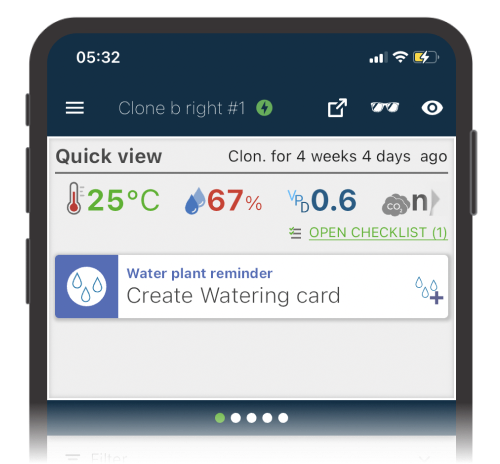 05:32
Clone b right #1
Quick view
Clon. for 4 weeks 4 days ago
25°C
67%
VPD 0.6
CO₂ n
OPEN CHECKLIST (1)
Water plant reminder
Create Watering card
Filter